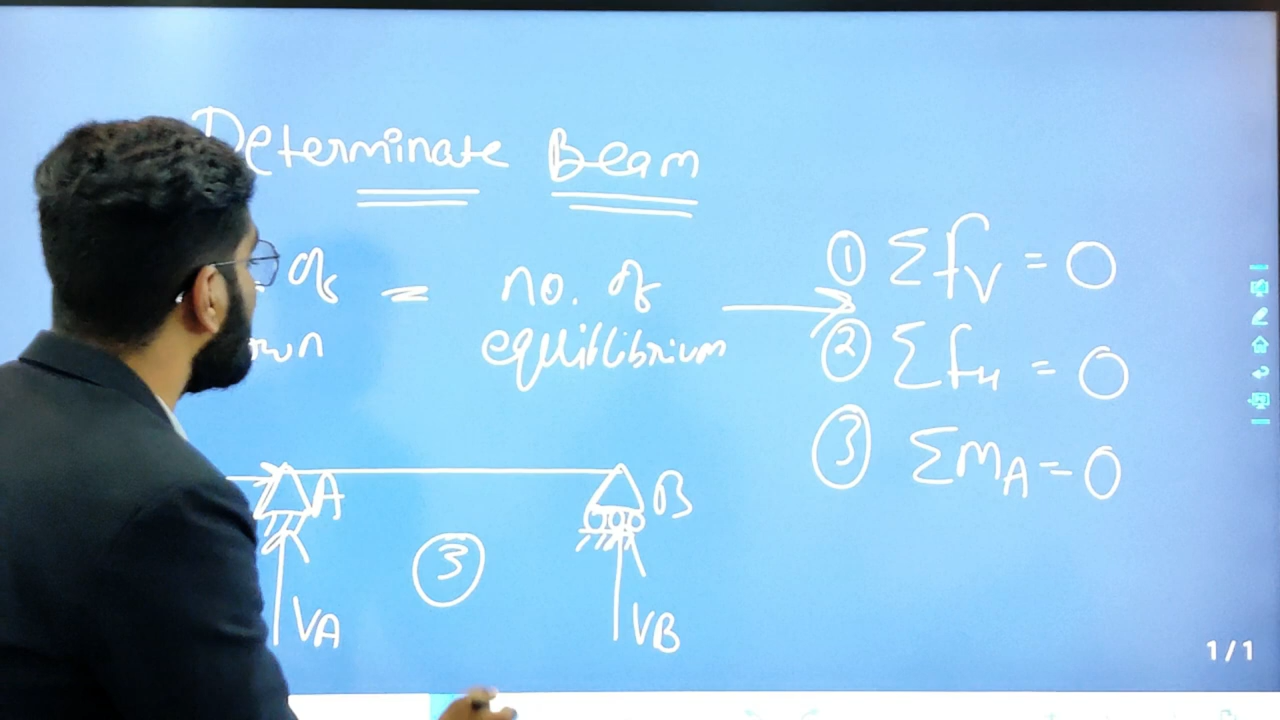 Determinate Beam
of = no. of
equilibrium
① Σfv = 0
② ΣfH = 0
③ ΣMA = 0
A B
③
VA VB
1/1